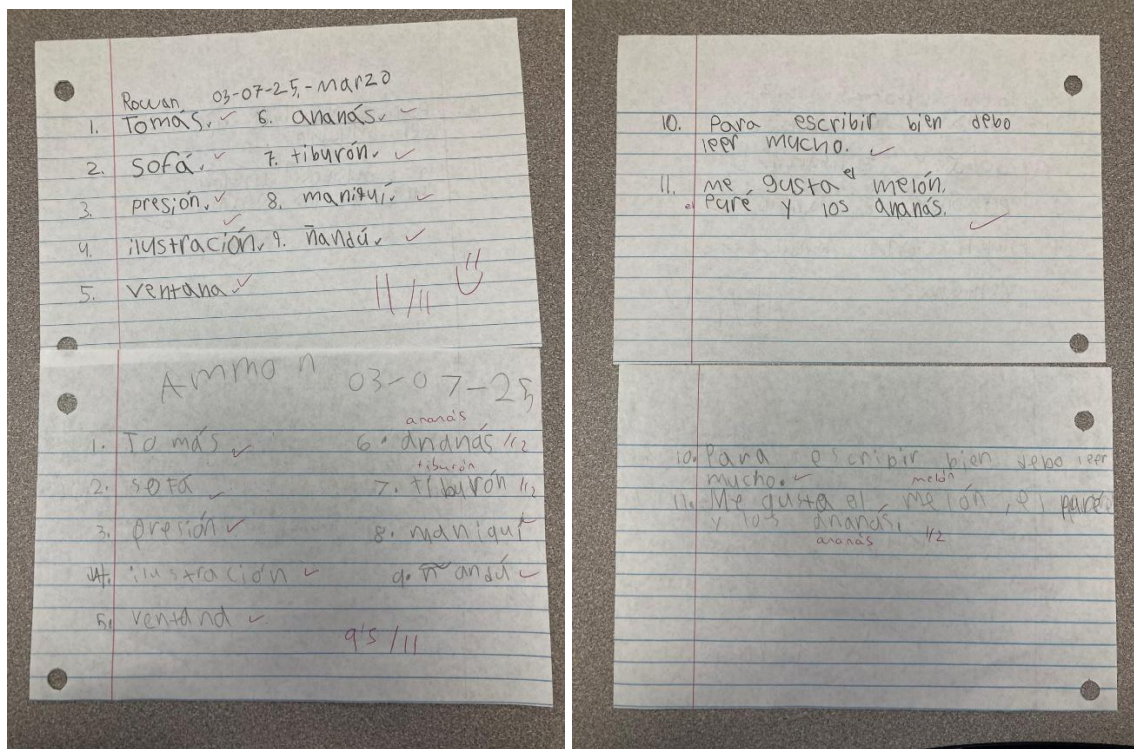 Rowan 03-07-25,-Marzo
1. Tomás. 6. ananás.
2. sofá. 7. tiburón.
3. presión. 8. maniquí.
4. ilustración. 9. ñandú.
5. ventana
11/11
Ammon 03-07-25
ananás
1. Tomás 6. ananás 1/2
tiburón
2. sofá 7. tiburón 1/2
3. presión 8. maniquí
4. ilustración 9. ñandú
5. ventana
9'5/11
10. Para escribir bien debo
leer mucho.
el
11. me gusta melón.
Puré y los ananás.
10. Para escribir bien debo leer
mucho.
melón
11. Me gusta el melón, el puré
y los ananás.
ananás 1/2